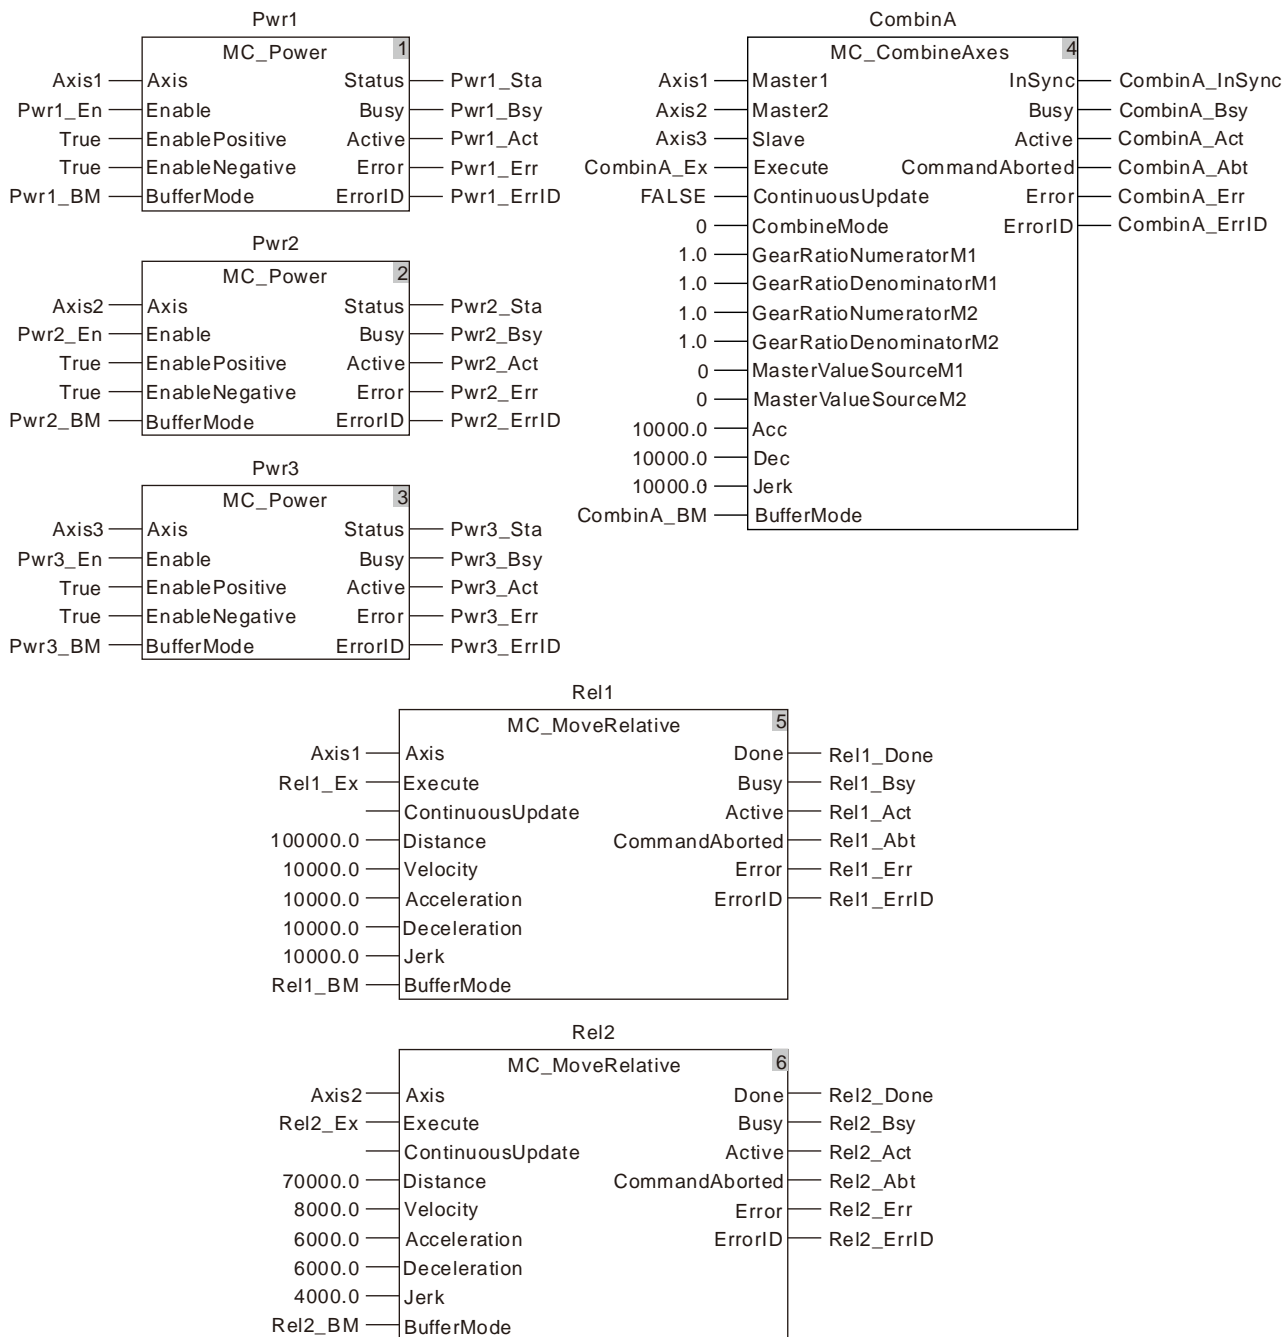 Pwr1
MC_Power 1
Axis1 Axis Status Pwr1_Sta
Pwr1_En Enable Busy Pwr1_Bsy
True EnablePositive Active Pwr1_Act
True EnableNegative Error Pwr1_Err
Pwr1_BM BufferMode ErrorID Pwr1_ErrID
Pwr2
MC_Power 2
Axis2 Axis Status Pwr2_Sta
Pwr2_En Enable Busy Pwr2_Bsy
True EnablePositive Active Pwr2_Act
True EnableNegative Error Pwr2_Err
Pwr2_BM BufferMode ErrorID Pwr2_ErrID
Pwr3
MC_Power 3
Axis3 Axis Status Pwr3_Sta
Pwr3_En Enable Busy Pwr3_Bsy
True EnablePositive Active Pwr3_Act
True EnableNegative Error Pwr3_Err
Pwr3_BM BufferMode ErrorID Pwr3_ErrID
CombinA
MC_CombineAxes 4
Axis1 Master1 InSync CombinA_InSync
Axis2 Master2 Busy CombinA_Bsy
Axis3 Slave Active CombinA_Act
CombinA_Ex Execute CommandAborted CombinA_Abt
FALSE ContinuousUpdate Error CombinA_Err
0 CombineMode ErrorID CombinA_ErrID
1.0 GearRatioNumeratorM1
1.0 GearRatioDenominatorM1
1.0 GearRatioNumeratorM2
1.0 GearRatioDenominatorM2
0 MasterValueSourceM1
0 MasterValueSourceM2
10000.0 Acc
10000.0 Dec
10000.0 Jerk
CombinA_BM BufferMode
Rel1
MC_MoveRelative 5
Axis1 Axis Done Rel1_Done
Rel1_Ex Execute Busy Rel1_Bsy
ContinuousUpdate Active Rel1_Act
100000.0 Distance CommandAborted Rel1_Abt
10000.0 Velocity Error Rel1_Err
10000.0 Acceleration ErrorID Rel1_ErrID
10000.0 Deceleration
10000.0 Jerk
Rel1_BM BufferMode
Rel2
MC_MoveRelative 6
Axis2 Axis Done Rel2_Done
Rel2_Ex Execute Busy Rel2_Bsy
ContinuousUpdate Active Rel2_Act
70000.0 Distance CommandAborted Rel2_Abt
8000.0 Velocity Error Rel2_Err
6000.0 Acceleration ErrorID Rel2_ErrID
6000.0 Deceleration
4000.0 Jerk
Rel2_BM BufferMode